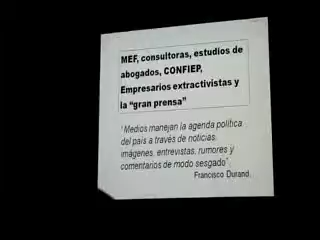 MEF, consultoras, estudios de
abogados, CONFIEP,
Empresarios extractivistas y
la “gran prensa”
“Medios manejan la agenda política
del país a través de noticias,
imágenes, entrevistas, rumores y
comentarios de modo sesgado”.
Francisco Durand.